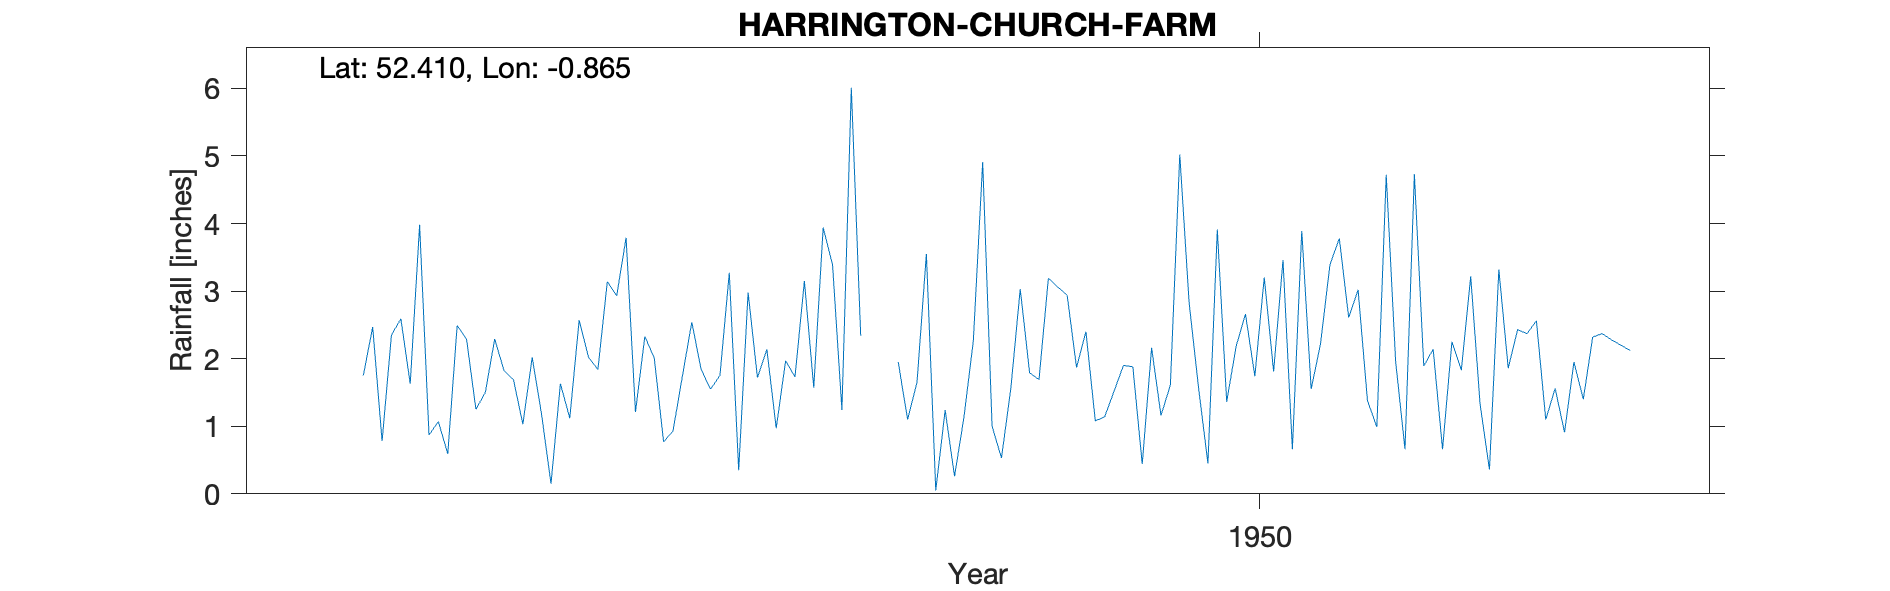 HARRINGTON-CHURCH-FARM
Lat: 52.410, Lon: -0.865
6
5
4
3
2
1
0
Rainfall [inches]
1950
Year